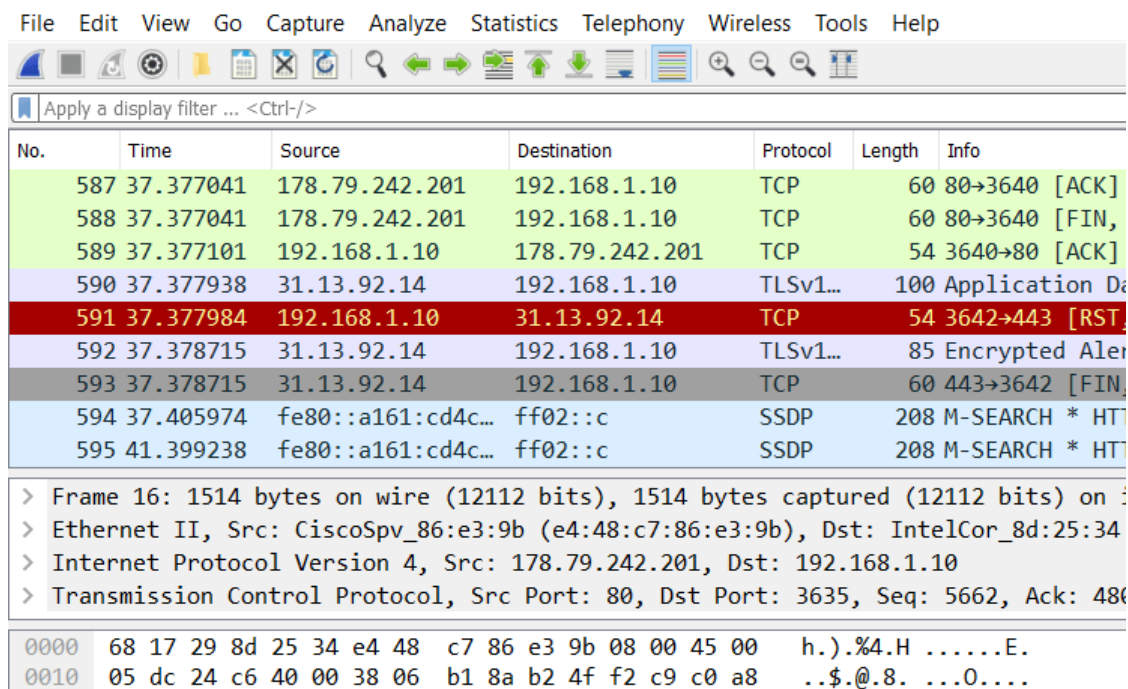 File Edit View Go Capture Analyze Statistics Telephony Wireless Tools Help
Apply a display filter ... <Ctrl-/>
No. Time Source Destination Protocol Length Info
587 37.377041 178.79.242.201 192.168.1.10 TCP 60 80→3640 [ACK]
588 37.377041 178.79.242.201 192.168.1.10 TCP 60 80→3640 [FIN,
589 37.377101 192.168.1.10 178.79.242.201 TCP 54 3640→80 [ACK]
590 37.377938 31.13.92.14 192.168.1.10 TLSv1… 100 Application Da
591 37.377984 192.168.1.10 31.13.92.14 TCP 54 3642→443 [RST,
592 37.378715 31.13.92.14 192.168.1.10 TLSv1… 85 Encrypted Aler
593 37.378715 31.13.92.14 192.168.1.10 TCP 60 443→3642 [FIN,
594 37.405974 fe80::a161:cd4c… ff02::c SSDP 208 M-SEARCH * HTT
595 41.399238 fe80::a161:cd4c… ff02::c SSDP 208 M-SEARCH * HTT
> Frame 16: 1514 bytes on wire (12112 bits), 1514 bytes captured (12112 bits) on i
> Ethernet II, Src: CiscoSpv_86:e3:9b (e4:48:c7:86:e3:9b), Dst: IntelCor_8d:25:34
> Internet Protocol Version 4, Src: 178.79.242.201, Dst: 192.168.1.10
> Transmission Control Protocol, Src Port: 80, Dst Port: 3635, Seq: 5662, Ack: 480
0000 68 17 29 8d 25 34 e4 48 c7 86 e3 9b 08 00 45 00 h.).%4.H ......E.
0010 05 dc 24 c6 40 00 38 06 b1 8a b2 4f f2 c9 c0 a8 ..$.@.8. ...O....